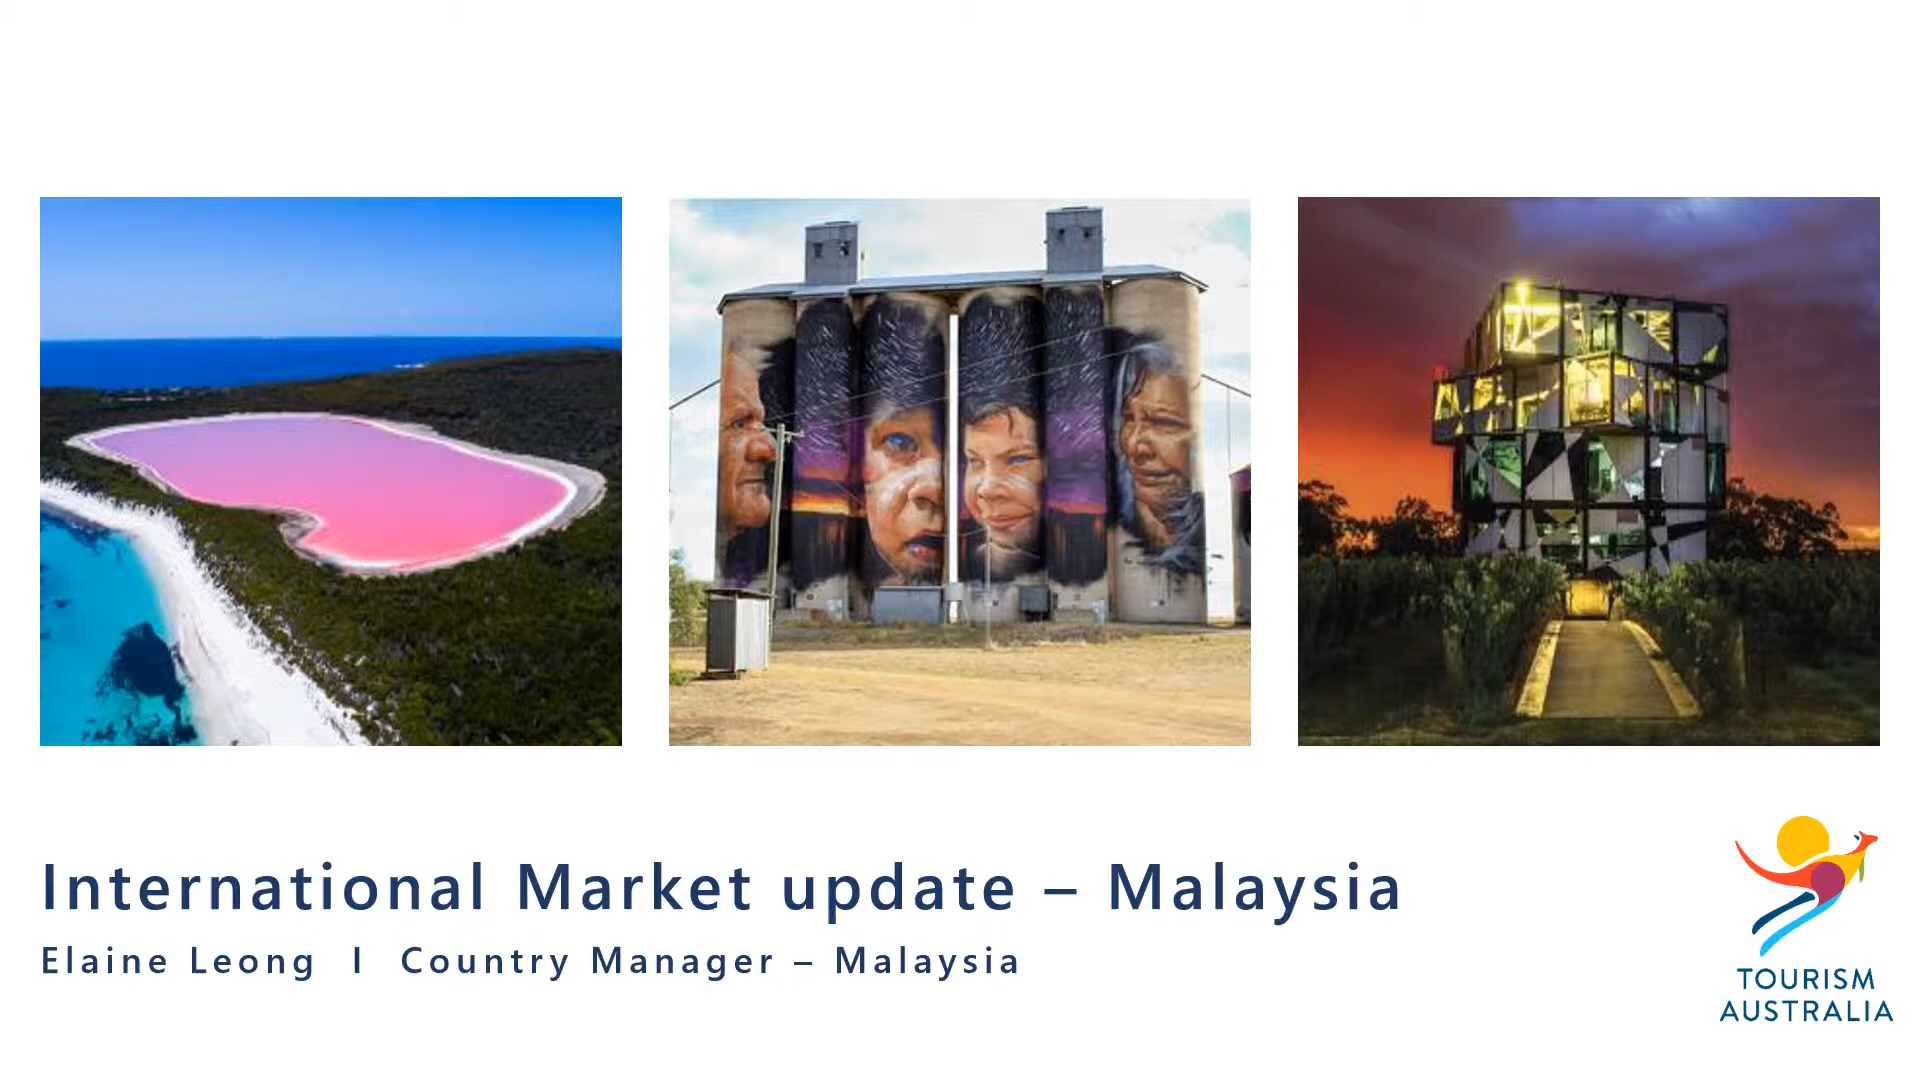 International Market update – Malaysia
Elaine Leong I Country Manager – Malaysia
TOURISM
AUSTRALIA